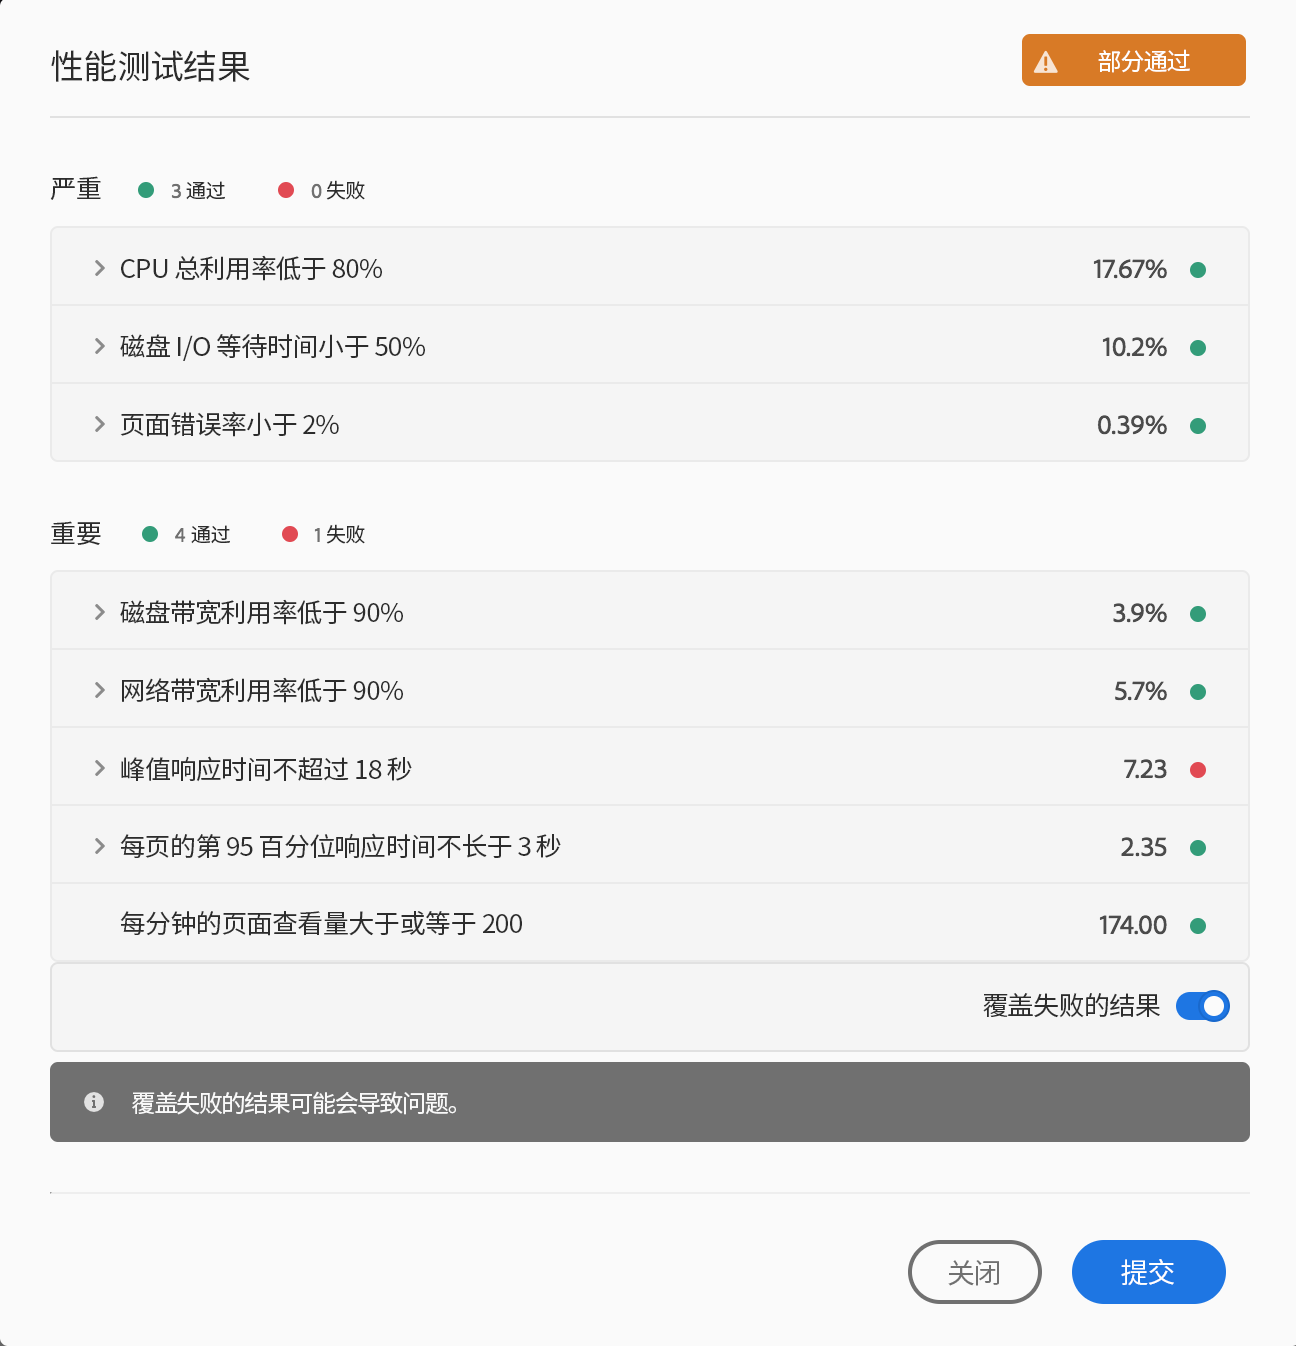 性能测试结果
部分通过
严重 3 通过 0 失败
CPU 总利用率低于 80% 17.67%
磁盘 I/O 等待时间小于 50% 10.2%
页面错误率小于 2% 0.39%
重要 4 通过 1 失败
磁盘带宽利用率低于 90% 3.9%
网络带宽利用率低于 90% 5.7%
峰值响应时间不超过 18 秒 7.23
每页的第 95 百分位响应时间不长于 3 秒 2.35
每分钟的页面查看量大于或等于 200 174.00
覆盖失败的结果
覆盖失败的结果可能会导致问题。
关闭 提交